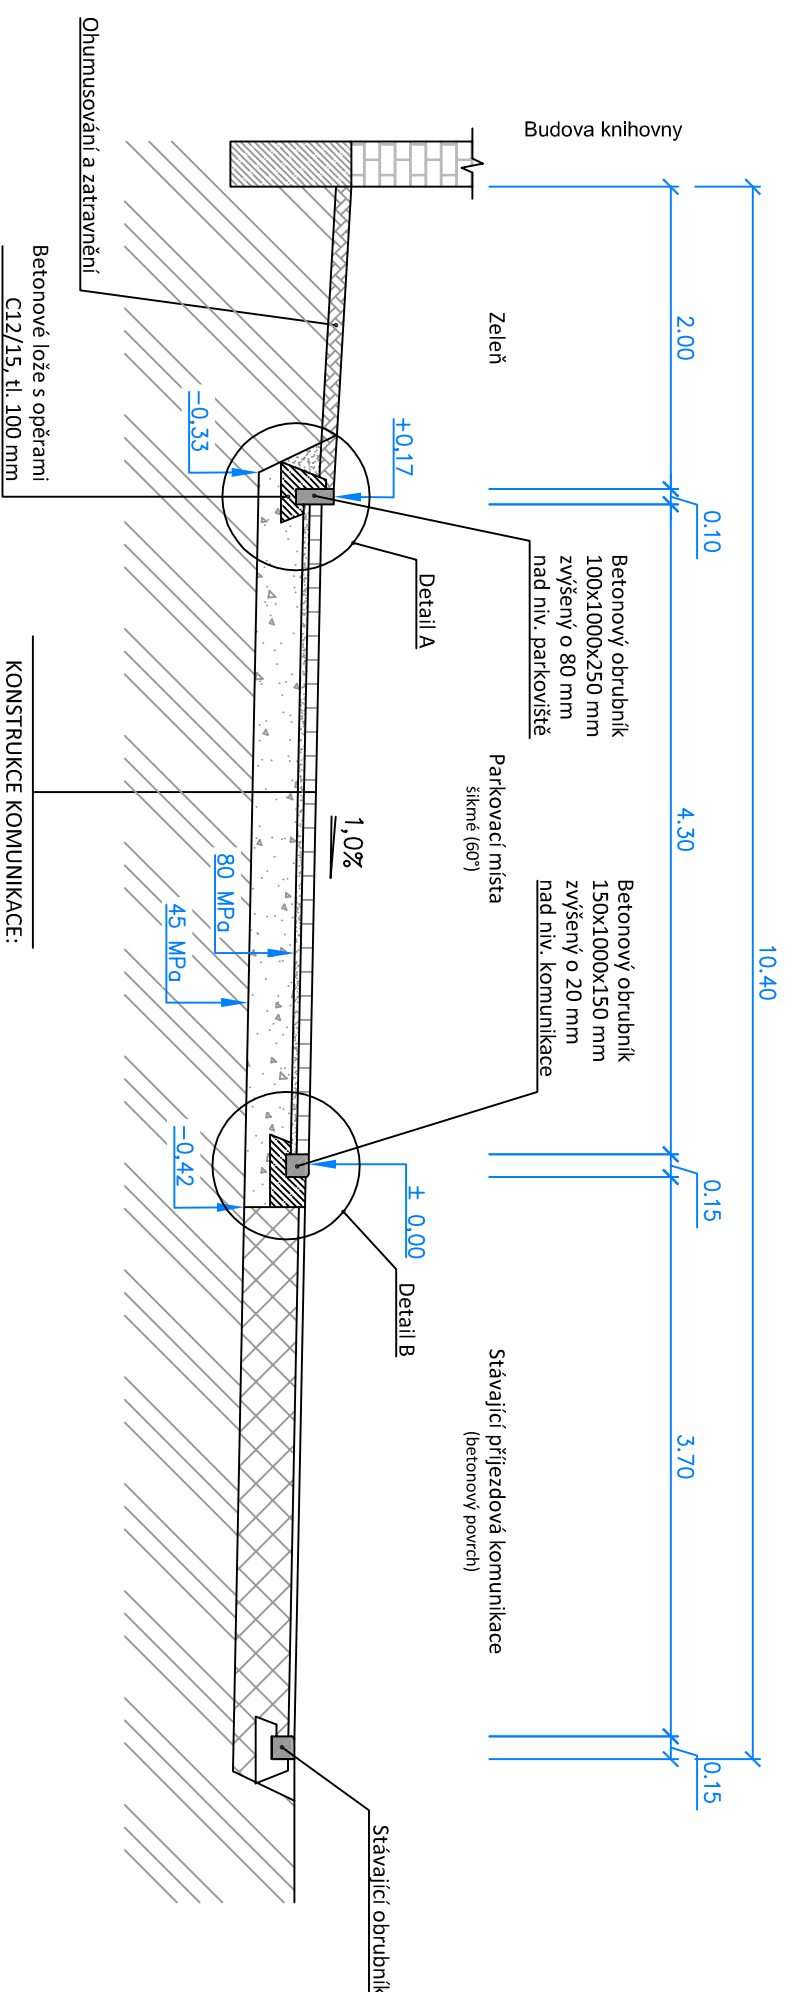 Budova knihovny
10.40
2.00
0.10
4.30
0.15
3.70
0.15
Zeleň
Parkovací místa
šikmé (60°)
Stávající příjezdová komunikace
(betonový povrch)
Betonový obrubník
100x1000x250 mm
zvýšený o 80 mm
nad niv. parkoviště
Betonový obrubník
150x1000x150 mm
zvýšený o 20 mm
nad niv. komunikace
+0,17
Detail A
1,0%
± 0,00
Detail B
Stávající obrubník
-0,33
80 MPa
45 MPa
-0,42
Ohumusování a zatravnění
Betonové lože s opěrami
C12/15, tl. 100 mm
KONSTRUKCE KOMUNIKACE: